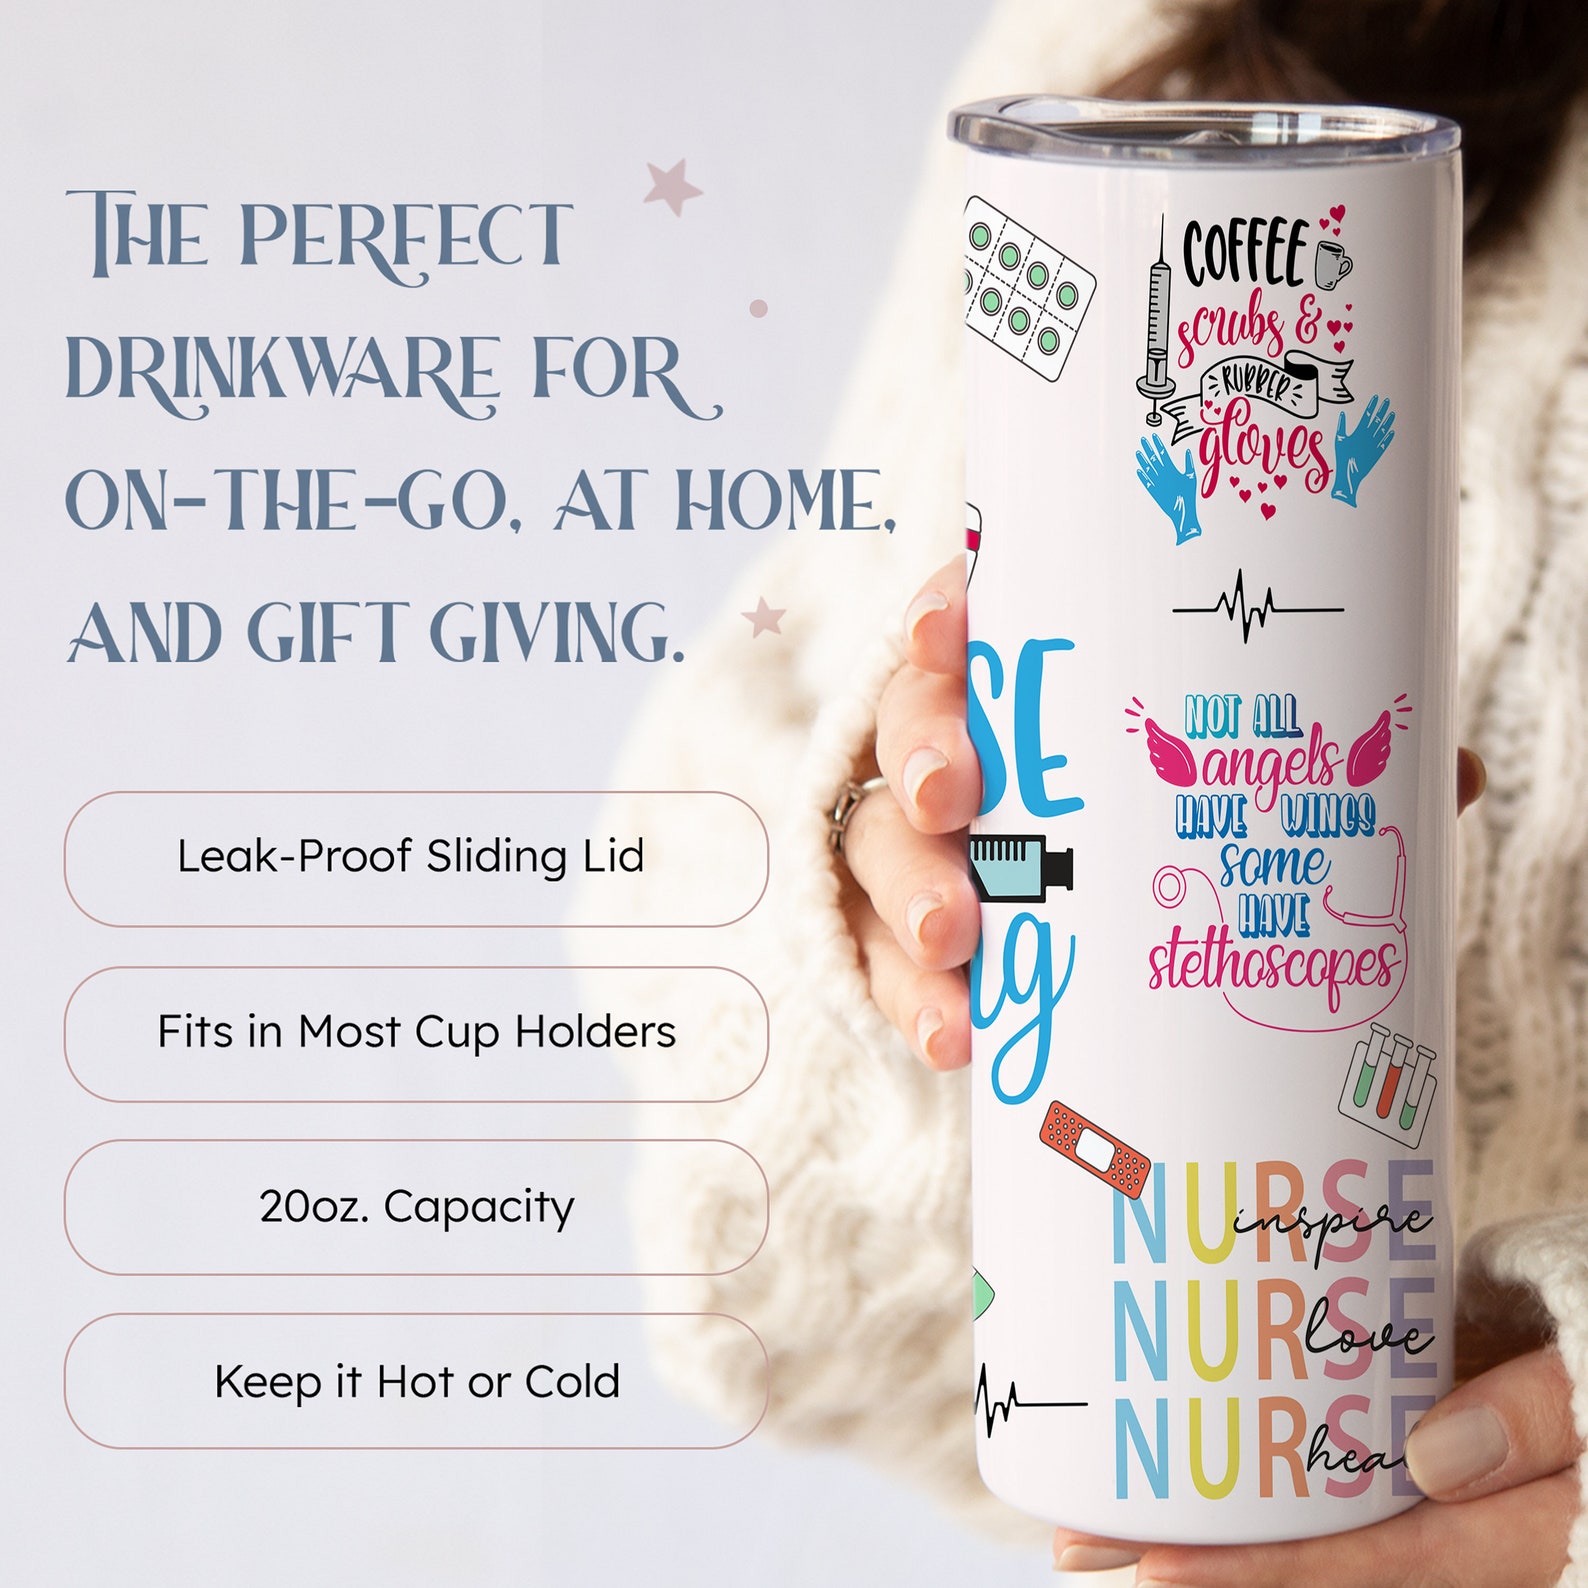 The perfect
drinkware for
on-the-go, at home,
and gift giving.
Leak-Proof Sliding Lid
Fits in Most Cup Holders
20oz. Capacity
Keep it Hot or Cold
COFFEE
scrubs &
RUBBER
gloves
NOT ALL
angels
HAVE WINGS
some
HAVE
stethoscopes
SE
NURSE
inspire
NURSE
love
NURSE